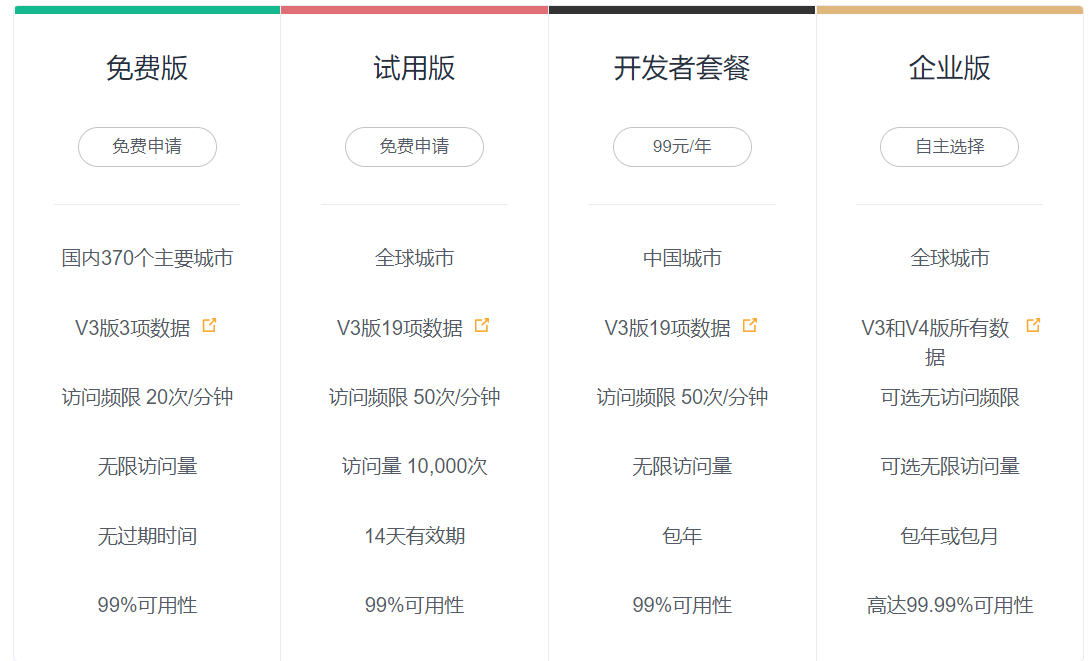 免费版
免费申请
国内370个主要城市
V3版3项数据
访问频限 20次/分钟
无限访问量
无过期时间
99%可用性
试用版
免费申请
全球城市
V3版19项数据
访问频限 50次/分钟
访问量 10,000次
14天有效期
99%可用性
开发者套餐
99元/年
中国城市
V3版19项数据
访问频限 50次/分钟
无限访问量
包年
99%可用性
企业版
自主选择
全球城市
V3和V4版所有数
据
可选无访问频限
可选无限访问量
包年或包月
高达99.99%可用性